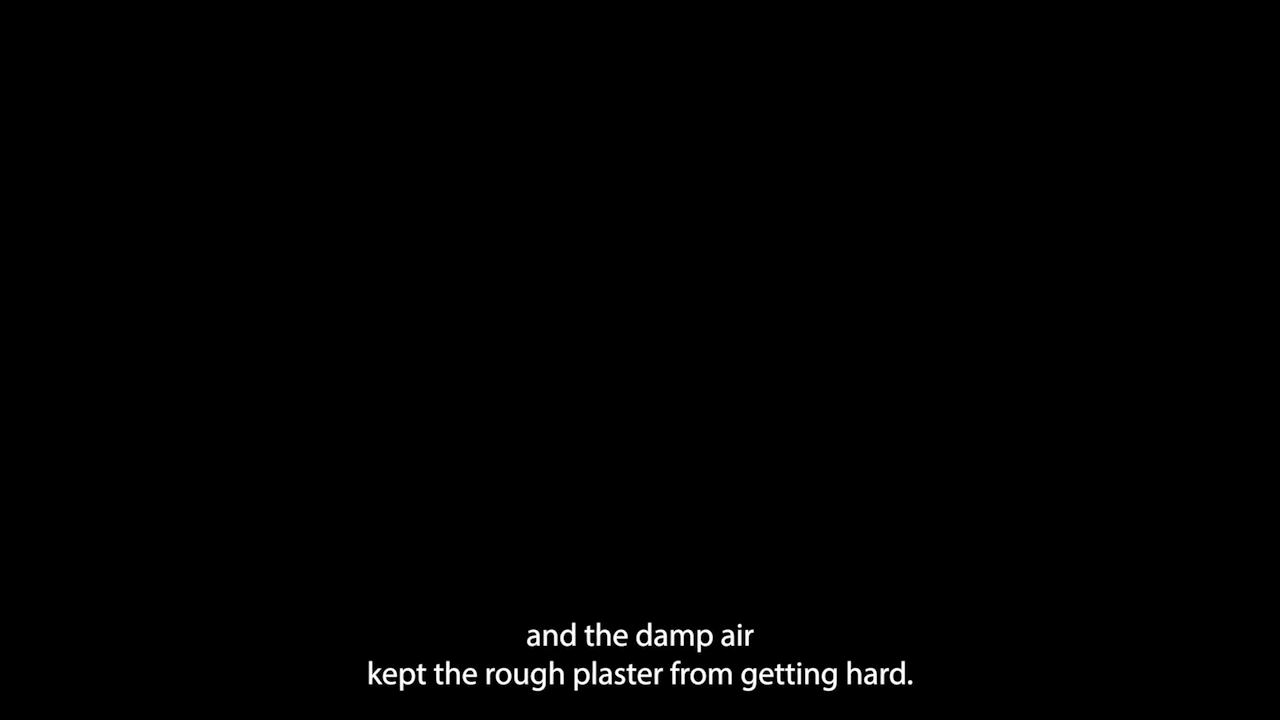 and the damp air
kept the rough plaster from getting hard.